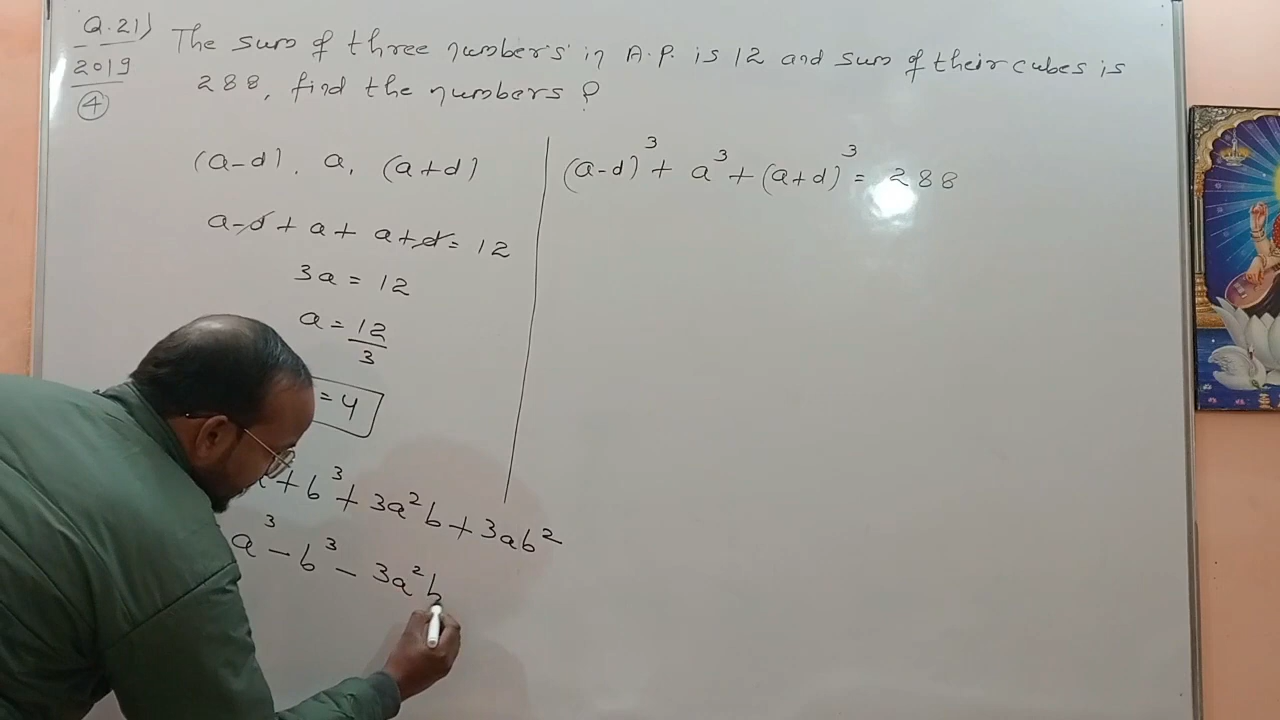 Q.21) The sum of three numbers in A.P. is 12 and sum of their cubes is
2019 288, find the numbers ?
④
(a-d), a, (a+d)
a-d + a + a+d = 12
3a = 12
a = 12/3
= 4
+ b³ + 3a²b + 3ab²
a³ - b³ - 3a²b
(a-d)³ + a³ + (a+d)³ = 288